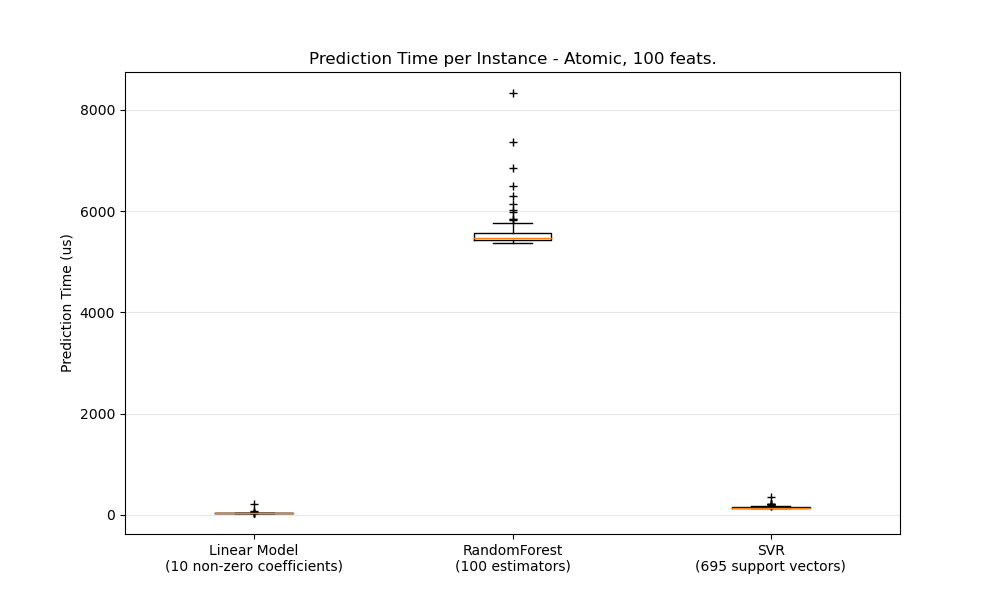 Prediction Time per Instance - Atomic, 100 feats.
Prediction Time (us)
8000
6000
4000
2000
0
Linear Model
(10 non-zero coefficients)
RandomForest
(100 estimators)
SVR
(695 support vectors)